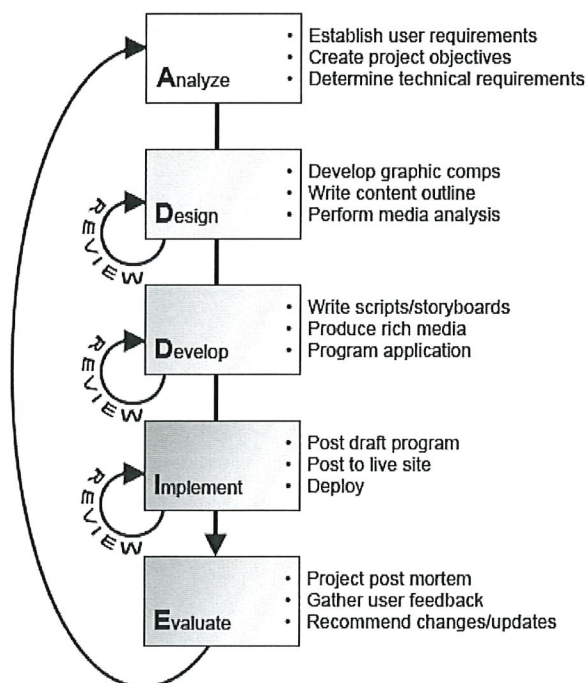 • Establish user requirements
• Create project objectives
Analyze • Determine technical requirements
• Develop graphic comps
• Write content outline
Design • Perform media analysis
REVIEW
• Write scripts/storyboards
• Produce rich media
Develop • Program application
REVIEW
• Post draft program
• Post to live site
Implement • Deploy
REVIEW
• Project post mortem
• Gather user feedback
Evaluate • Recommend changes/updates